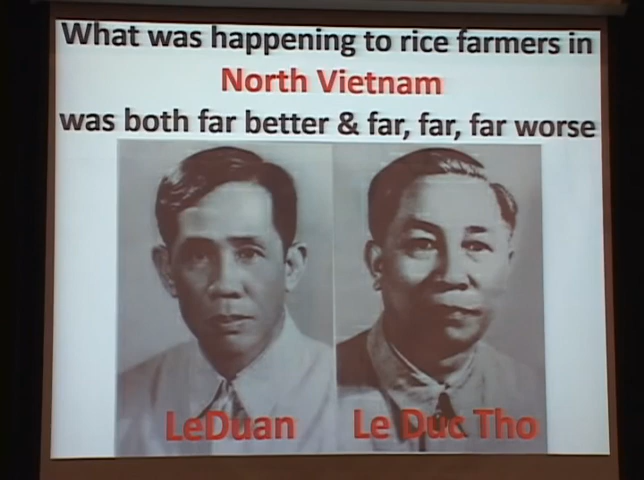 What was happening to rice farmers in
North Vietnam
was both far better & far, far, far worse
LeDuan
Le Duc Tho